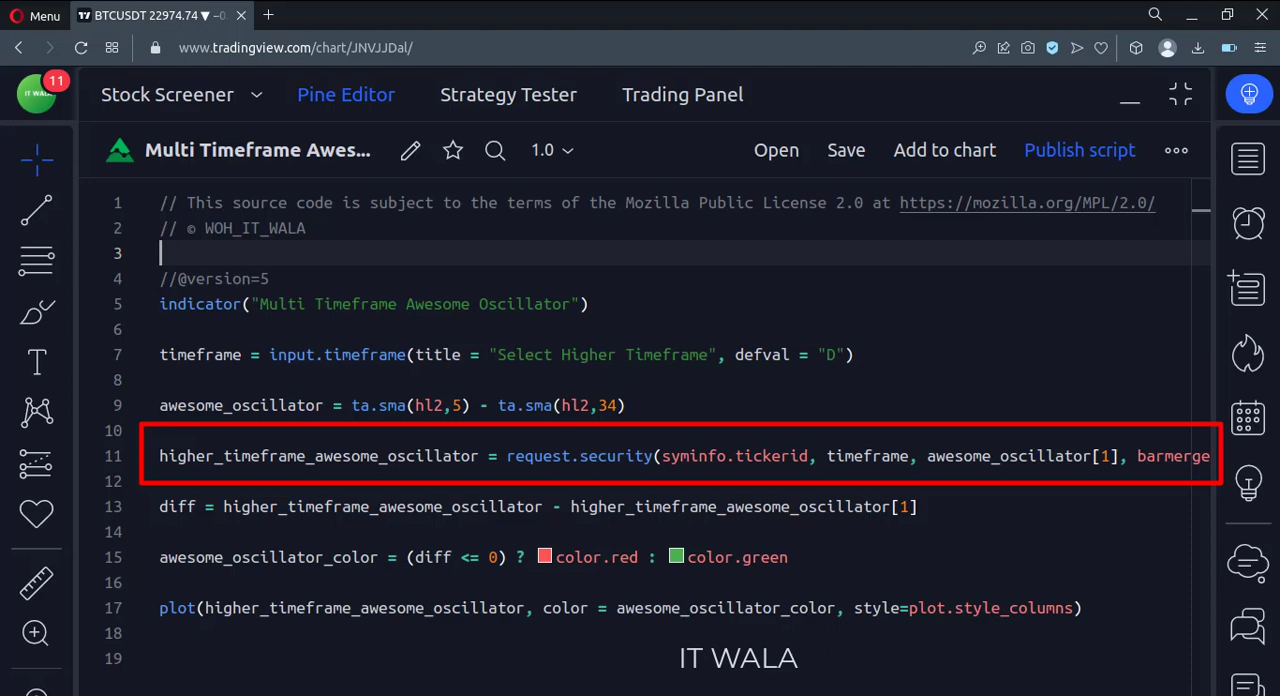 Menu
BTCUSDT 22974.74 ▼ −0
www.tradingview.com/chart/JNVJJDal/
IT WALA
11
Stock Screener Pine Editor Strategy Tester Trading Panel
Multi Timeframe Awes... 1.0 Open Save Add to chart Publish script
1 // This source code is subject to the terms of the Mozilla Public License 2.0 at https://mozilla.org/MPL/2.0/
2 // © WOH_IT_WALA
3
4 //@version=5
5 indicator("Multi Timeframe Awesome Oscillator")
6
7 timeframe = input.timeframe(title = "Select Higher Timeframe", defval = "D")
8
9 awesome_oscillator = ta.sma(hl2,5) - ta.sma(hl2,34)
10
11 higher_timeframe_awesome_oscillator = request.security(syminfo.tickerid, timeframe, awesome_oscillator[1], barmerge
12
13 diff = higher_timeframe_awesome_oscillator - higher_timeframe_awesome_oscillator[1]
14
15 awesome_oscillator_color = (diff <= 0) ? color.red : color.green
16
17 plot(higher_timeframe_awesome_oscillator, color = awesome_oscillator_color, style=plot.style_columns)
18
19
IT WALA